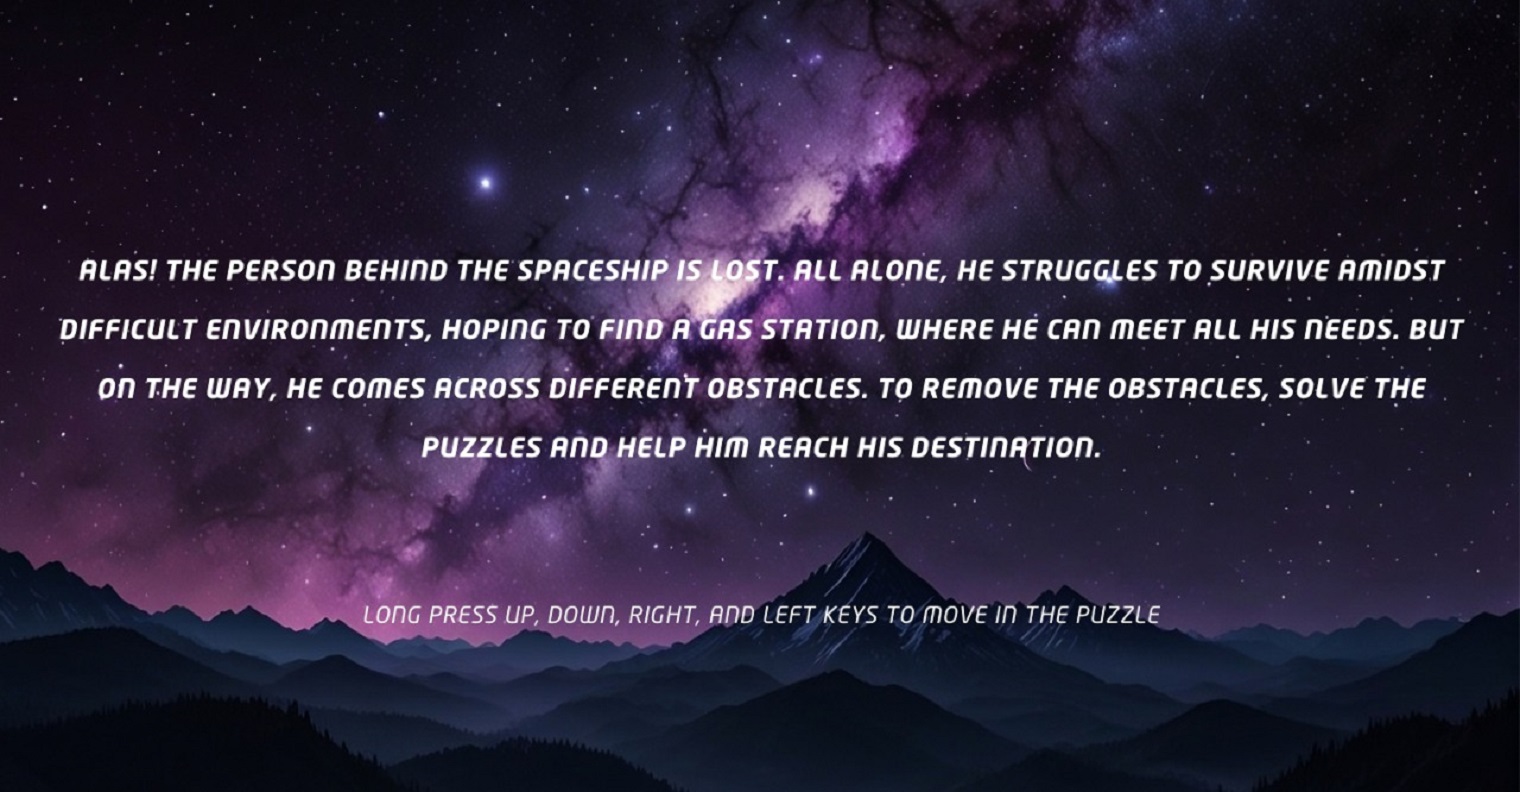 ALAS! THE PERSON BEHIND THE SPACESHIP IS LOST. ALL ALONE, HE STRUGGLES TO SURVIVE AMIDST
DIFFICULT ENVIRONMENTS, HOPING TO FIND A GAS STATION, WHERE HE CAN MEET ALL HIS NEEDS. BUT
ON THE WAY, HE COMES ACROSS DIFFERENT OBSTACLES. TO REMOVE THE OBSTACLES, SOLVE THE
PUZZLES AND HELP HIM REACH HIS DESTINATION.
LONG PRESS UP, DOWN, RIGHT, AND LEFT KEYS TO MOVE IN THE PUZZLE